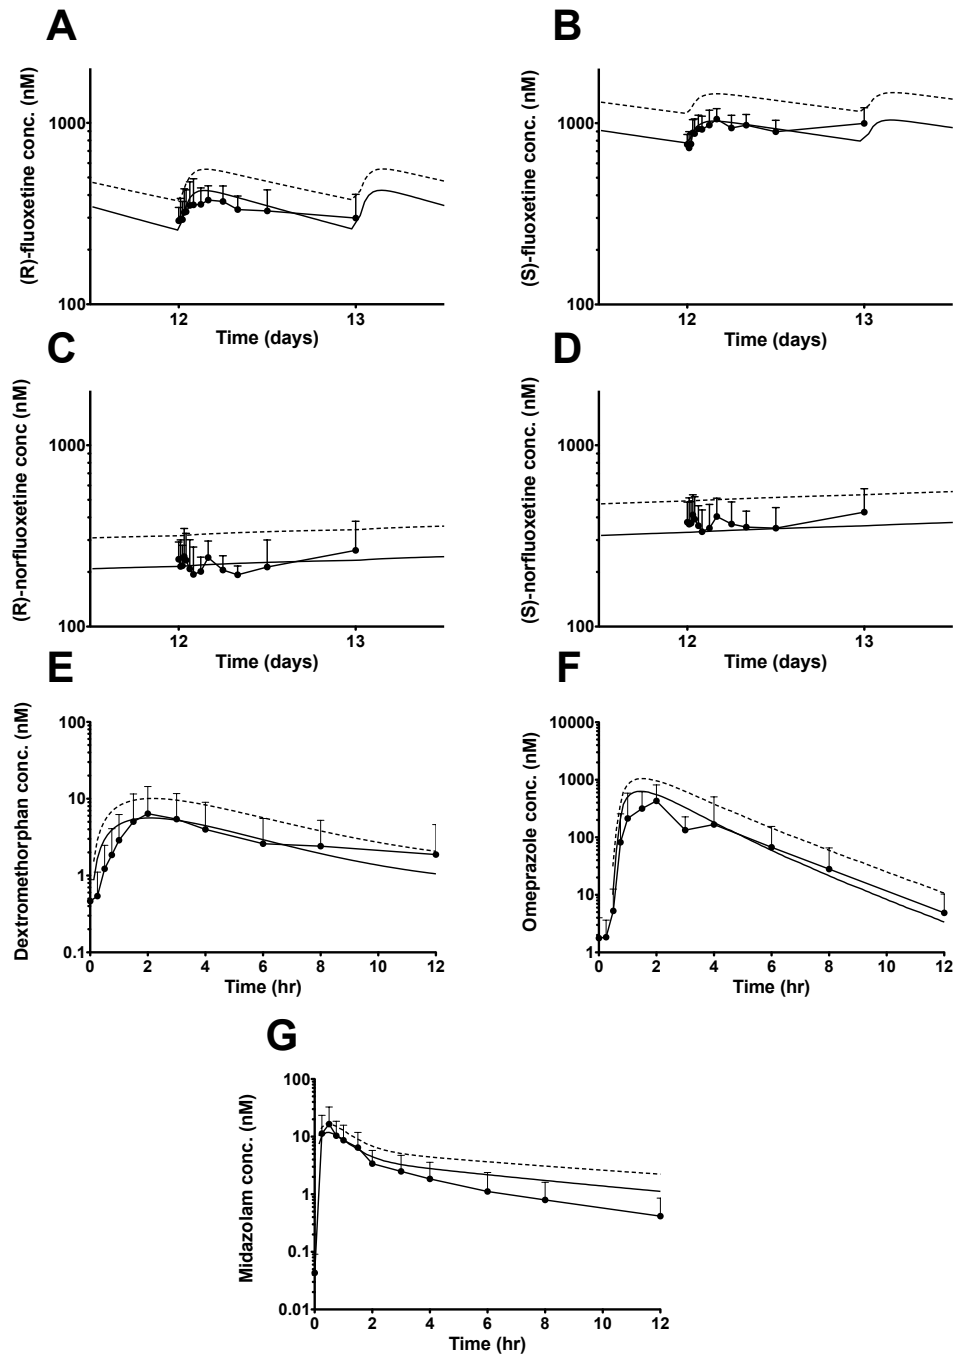 A
(R)-fluoxetine conc. (nM)
1000
100
12
13
Time (days)
B
(S)-fluoxetine conc. (nM)
1000
100
12
13
Time (days)
C
(R)-norfluoxetine conc (nM)
1000
100
12
13
Time (days)
D
(S)-norfluoxetine conc. (nM)
1000
100
12
13
Time (days)
E
Dextromethorphan conc. (nM)
100
10
1
0.1
0 2 4 6 8 10 12
Time (hr)
F
Omeprazole conc. (nM)
10000
1000
100
10
1
0 2 4 6 8 10 12
Time (hr)
G
Midazolam conc. (nM)
100
10
1
0.1
0.01
0 2 4 6 8 10 12
Time (hr)